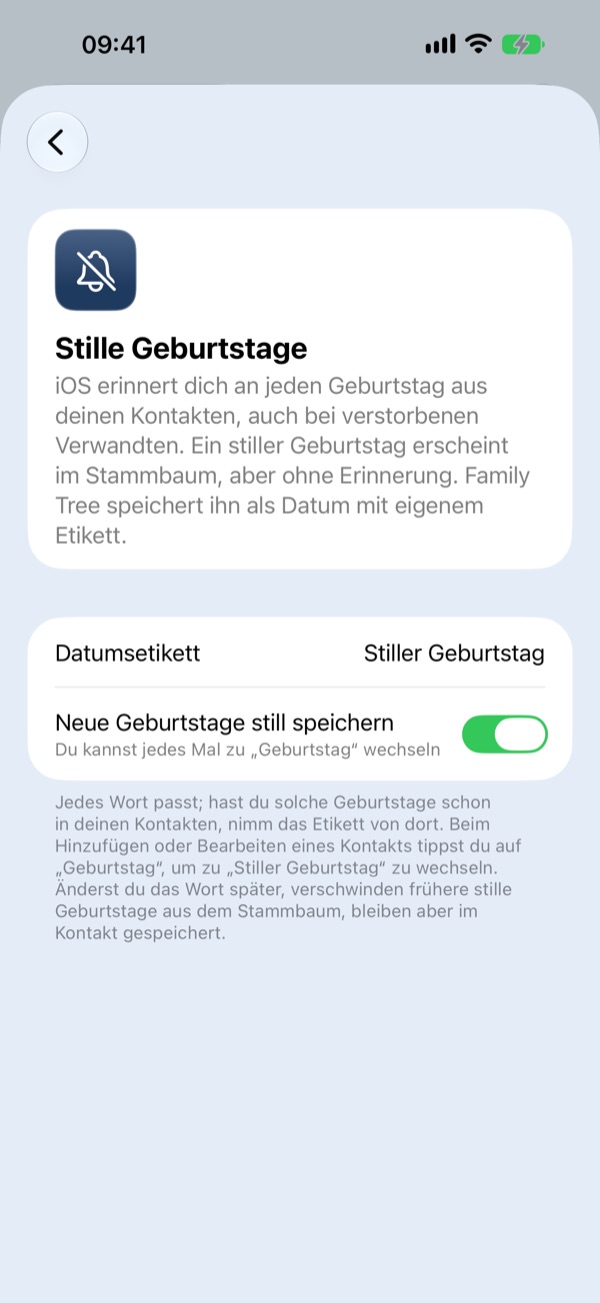 09:41
Stille Geburtstage
iOS erinnert dich an jeden Geburtstag aus
deinen Kontakten, auch bei verstorbenen
Verwandten. Ein stiller Geburtstag erscheint
im Stammbaum, aber ohne Erinnerung. Family
Tree speichert ihn als Datum mit eigenem
Etikett.
Datumsetikett Stiller Geburtstag
Neue Geburtstage still speichern
Du kannst jedes Mal zu „Geburtstag“ wechseln
Jedes Wort passt; hast du solche Geburtstage schon
in deinen Kontakten, nimm das Etikett von dort. Beim
Hinzufügen oder Bearbeiten eines Kontakts tippst du auf
„Geburtstag“, um zu „Stiller Geburtstag“ zu wechseln.
Änderst du das Wort später, verschwinden frühere stille
Geburtstage aus dem Stammbaum, bleiben aber im
Kontakt gespeichert.